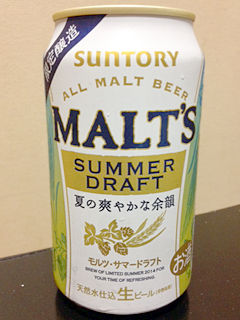 限定醸造
SUNTORY
ALL MALT BEER
MALT'S
SUMMER
DRAFT
夏の爽やかな余韻
モルツ・サマードラフト
BREW OF LIMITED SUMMER 2014 FOR
YOUR TIME OF REFRESHING.
お酒
天然水仕込 生ビール